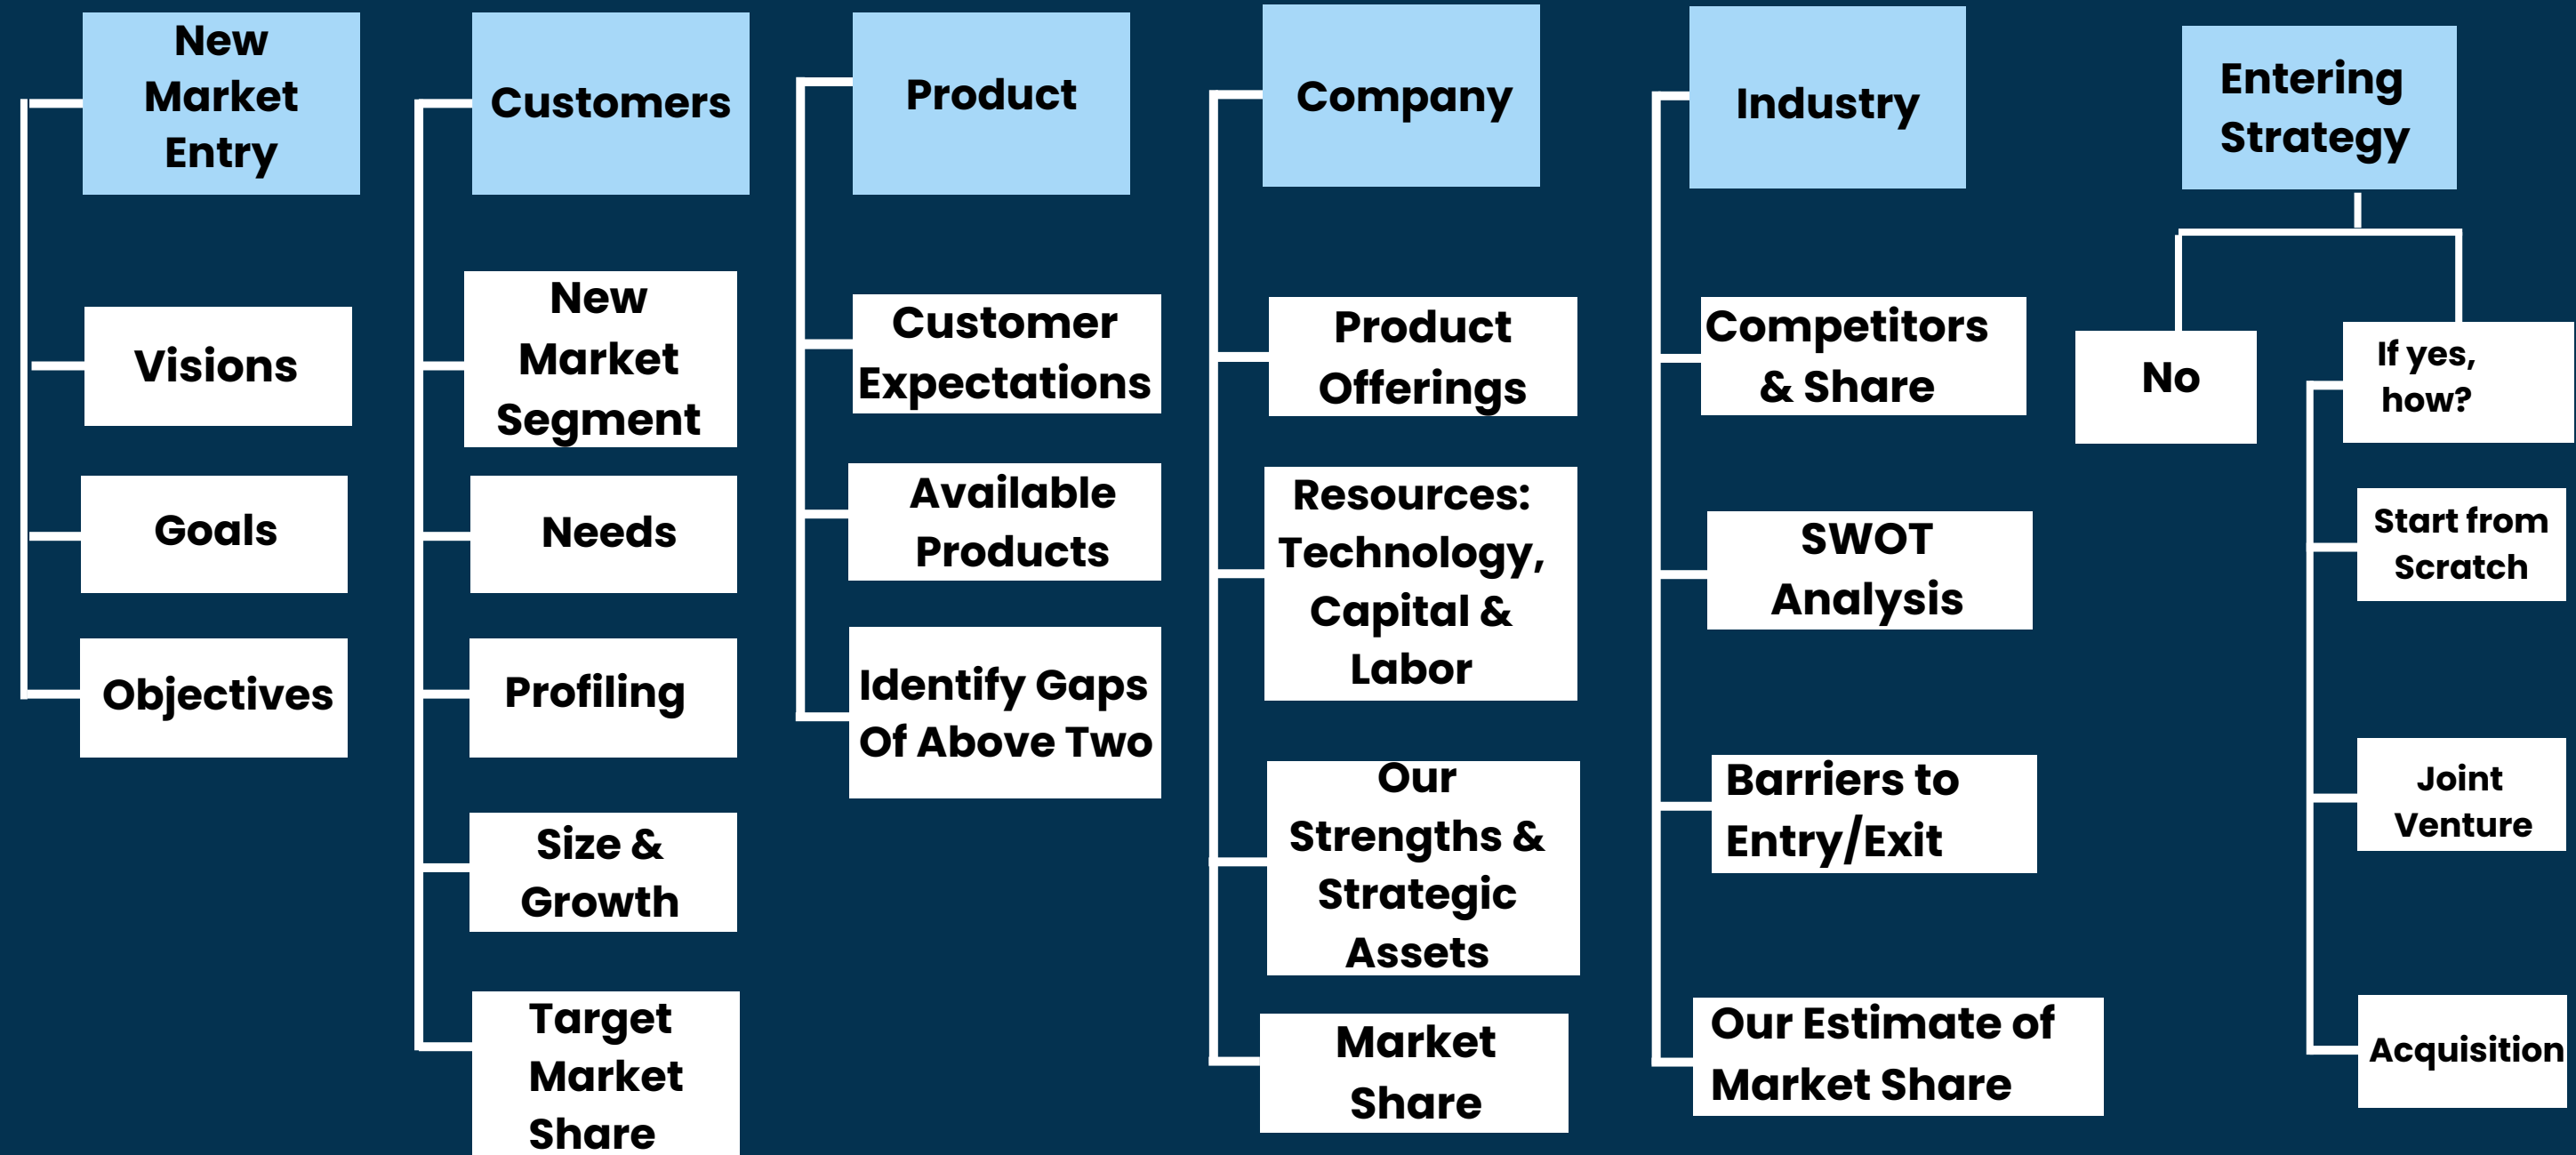 New
Market
Entry
Visions
Goals
Objectives
Customers
New
Market
Segment
Needs
Profiling
Size &
Growth
Target
Market
Share
Product
Customer
Expectations
Available
Products
Identify Gaps
Of Above Two
Company
Product
Offerings
Resources:
Technology,
Capital &
Labor
Our
Strengths &
Strategic
Assets
Market
Share
Industry
Competitors
& Share
SWOT
Analysis
Barriers to
Entry/Exit
Our Estimate of
Market Share
Entering
Strategy
No
If yes,
how?
Start from
Scratch
Joint
Venture
Acquisition